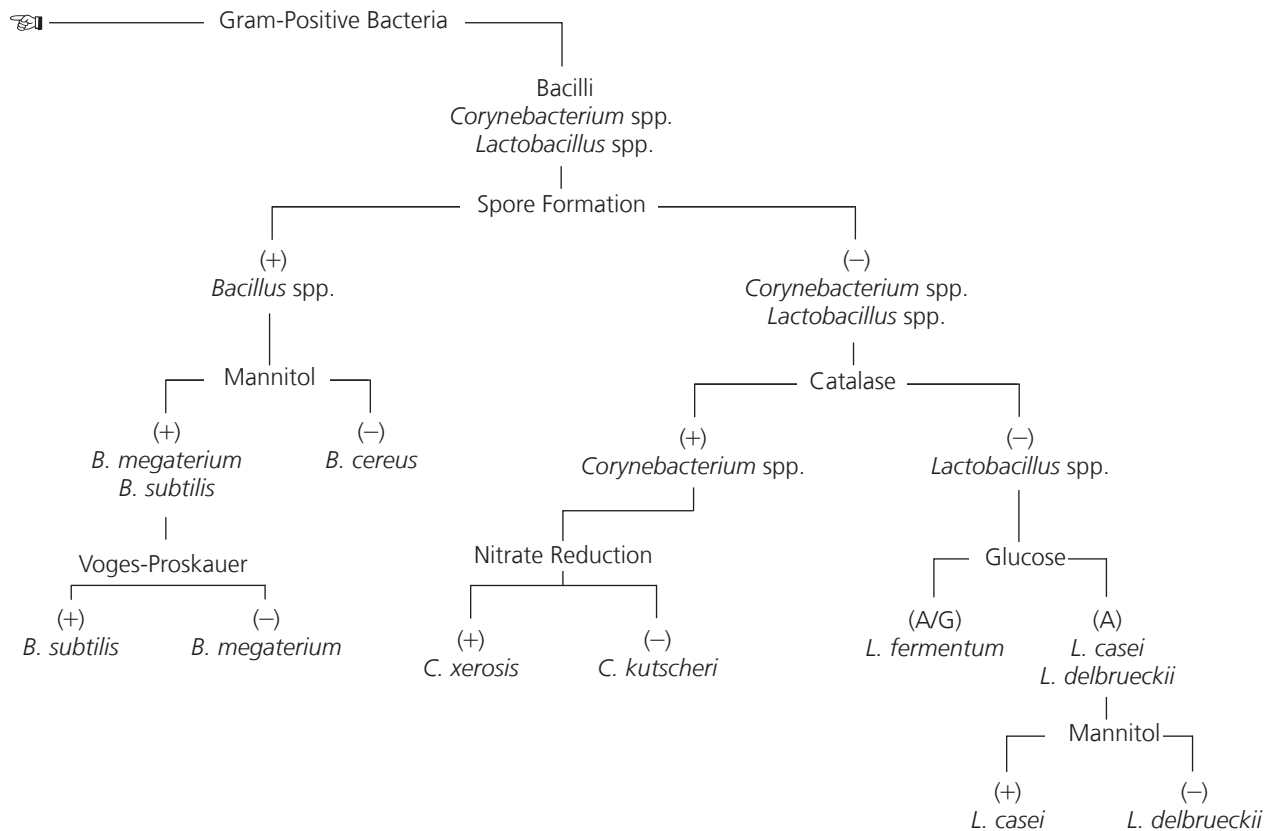 Gram-Positive Bacteria
Bacilli
Corynebacterium spp.
Lactobacillus spp.
Spore Formation
(+)
Bacillus spp.
(–)
Corynebacterium spp.
Lactobacillus spp.
Mannitol
Catalase
(+)
B. megaterium
B. subtilis
(–)
B. cereus
(+)
Corynebacterium spp.
(–)
Lactobacillus spp.
Voges-Proskauer
Nitrate Reduction
Glucose
(+)
B. subtilis
(–)
B. megaterium
(+)
C. xerosis
(–)
C. kutscheri
(A/G)
L. fermentum
(A)
L. casei
L. delbrueckii
Mannitol
(+)
L. casei
(–)
L. delbrueckii